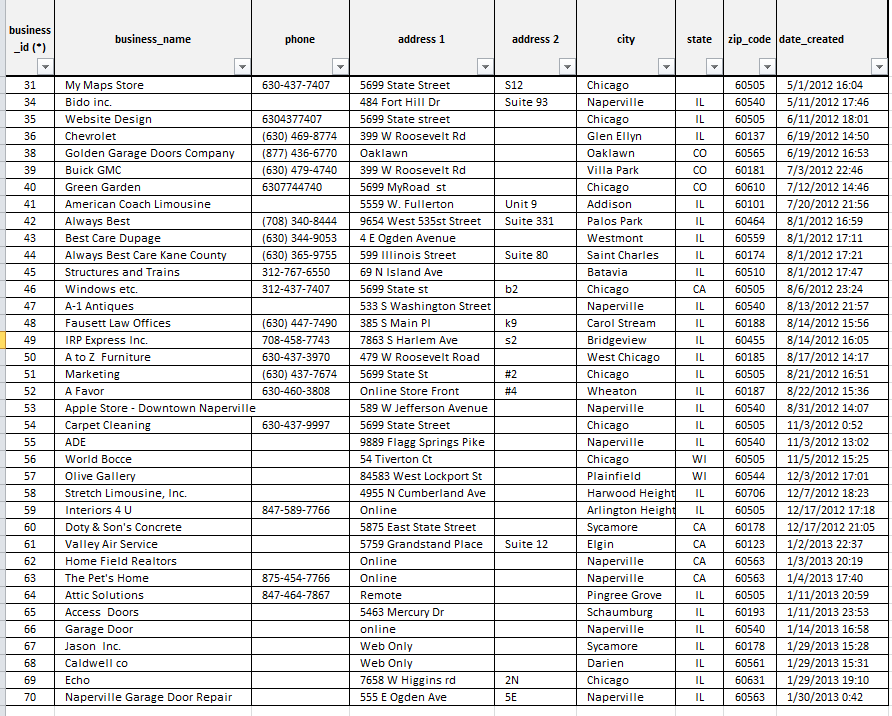 business_id (*) business_name phone address 1 address 2 city state zip_code date_created
31 My Maps Store 630-437-7407 5699 State Street S12 Chicago 60505 5/1/2012 16:04
34 Bido inc. 484 Fort Hill Dr Suite 93 Naperville IL 60540 5/11/2012 17:46
35 Website Design 6304377407 5699 State street Chicago IL 60505 6/11/2012 18:01
36 Chevrolet (630) 469-8774 399 W Roosevelt Rd Glen Ellyn IL 60137 6/19/2012 14:50
38 Golden Garage Doors Company (877) 436-6770 Oaklawn Oaklawn CO 60565 6/19/2012 16:53
39 Buick GMC (630) 479-4740 399 W Roosevelt Rd Villa Park CO 60181 7/3/2012 22:46
40 Green Garden 6307744740 5699 MyRoad st Chicago CO 60610 7/12/2012 14:46
41 American Coach Limousine 5559 W. Fullerton Unit 9 Addison IL 60101 7/20/2012 21:56
42 Always Best (708) 340-8444 9654 West 535st Street Suite 331 Palos Park IL 60464 8/1/2012 16:59
43 Best Care Dupage (630) 344-9053 4 E Ogden Avenue Westmont IL 60559 8/1/2012 17:11
44 Always Best Care Kane County (630) 365-9755 599 Illinois Street Suite 80 Saint Charles IL 60174 8/1/2012 17:21
45 Structures and Trains 312-767-6550 69 N Island Ave Batavia IL 60510 8/1/2012 17:47
46 Windows etc. 312-437-7407 5699 State st b2 Chicago CA 60505 8/6/2012 23:24
47 A-1 Antiques 533 S Washington Street Naperville IL 60540 8/13/2012 21:57
48 Fausett Law Offices (630) 447-7490 385 S Main Pl k9 Carol Stream IL 60188 8/14/2012 15:56
49 IRP Express Inc. 708-458-7743 7863 S Harlem Ave s2 Bridgeview IL 60455 8/14/2012 16:05
50 A to Z Furniture 630-437-3970 479 W Roosevelt Road West Chicago IL 60185 8/17/2012 14:17
51 Marketing (630) 437-7674 5699 State St #2 Chicago IL 60505 8/21/2012 16:51
52 A Favor 630-460-3808 Online Store Front #4 Wheaton IL 60187 8/22/2012 15:36
53 Apple Store - Downtown Naperville 589 W Jefferson Avenue Naperville IL 60540 8/31/2012 14:07
54 Carpet Cleaning 630-437-9997 5699 State Street Chicago IL 60505 11/3/2012 0:52
55 ADE 9889 Flagg Springs Pike Naperville IL 60540 11/3/2012 13:02
56 World Bocce 54 Tiverton Ct Chicago WI 60505 11/5/2012 15:25
57 Olive Gallery 84583 West Lockport St Plainfield WI 60544 12/3/2012 17:01
58 Stretch Limousine, Inc. 4955 N Cumberland Ave Harwood Height IL 60706 12/7/2012 18:23
59 Interiors 4 U 847-589-7766 Online Arlington Height IL 60505 12/17/2012 17:18
60 Doty & Son's Concrete 5875 East State Street Sycamore CA 60178 12/17/2012 21:05
61 Valley Air Service 5759 Grandstand Place Suite 12 Elgin CA 60123 1/2/2013 22:37
62 Home Field Realtors Online Naperville CA 60563 1/3/2013 20:19
63 The Pet's Home 875-454-7766 Online Naperville CA 60563 1/4/2013 17:40
64 Attic Solutions 847-464-7867 Remote Pingree Grove IL 60505 1/11/2013 20:59
65 Access Doors 5463 Mercury Dr Schaumburg IL 60193 1/11/2013 23:53
66 Garage Door online Naperville IL 60540 1/14/2013 16:58
67 Jason Inc. Web Only Sycamore IL 60178 1/29/2013 15:28
68 Caldwell co Web Only Darien IL 60561 1/29/2013 15:31
69 Echo 7658 W Higgins rd 2N Chicago IL 60631 1/29/2013 19:10
70 Naperville Garage Door Repair 555 E Ogden Ave 5E Naperville IL 60563 1/30/2013 0:42